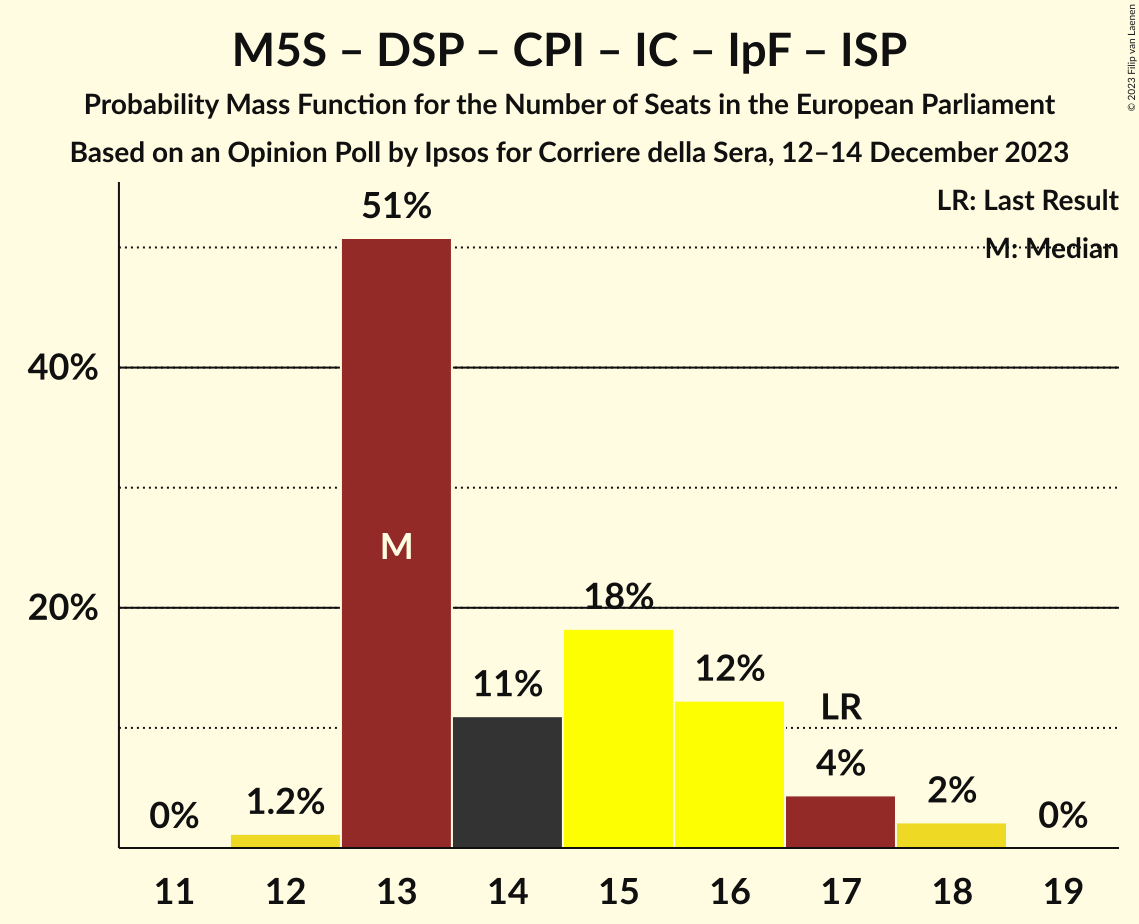 M5S – DSP – CPI – IC – IpF – ISP
Probability Mass Function for the Number of Seats in the European Parliament
Based on an Opinion Poll by Ipsos for Corriere della Sera, 12–14 December 2023
© 2023 Filip van Laenen
LR: Last Result
M: Median
51%
40%
M
20%
18%
11%
12%
LR
4%
2%
1.2%
0%
0%
11 12 13 14 15 16 17 18 19